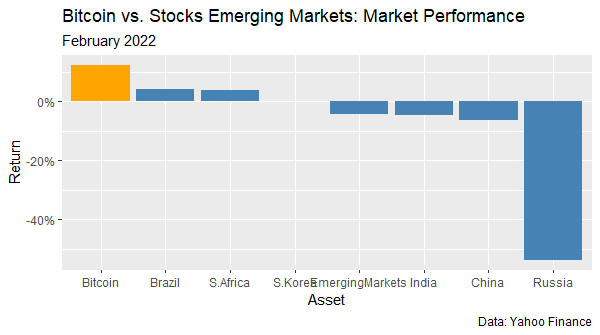 Bitcoin vs. Stocks Emerging Markets: Market Performance
February 2022
0%
-20%
-40%
Return
Bitcoin Brazil S.Africa S.Korea EmergingMarkets India China Russia
Asset
Data: Yahoo Finance